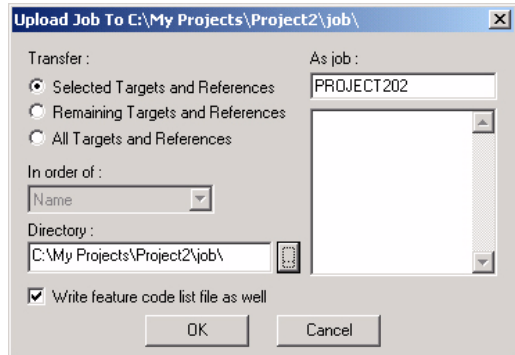 Upload Job To C:\My Projects\Project2\job\
Transfer :
Selected Targets and References
Remaining Targets and References
All Targets and References
In order of :
Name
Directory :
C:\My Projects\Project2\job\
...
Write feature code list file as well
As job :
PROJECT202
OK
Cancel